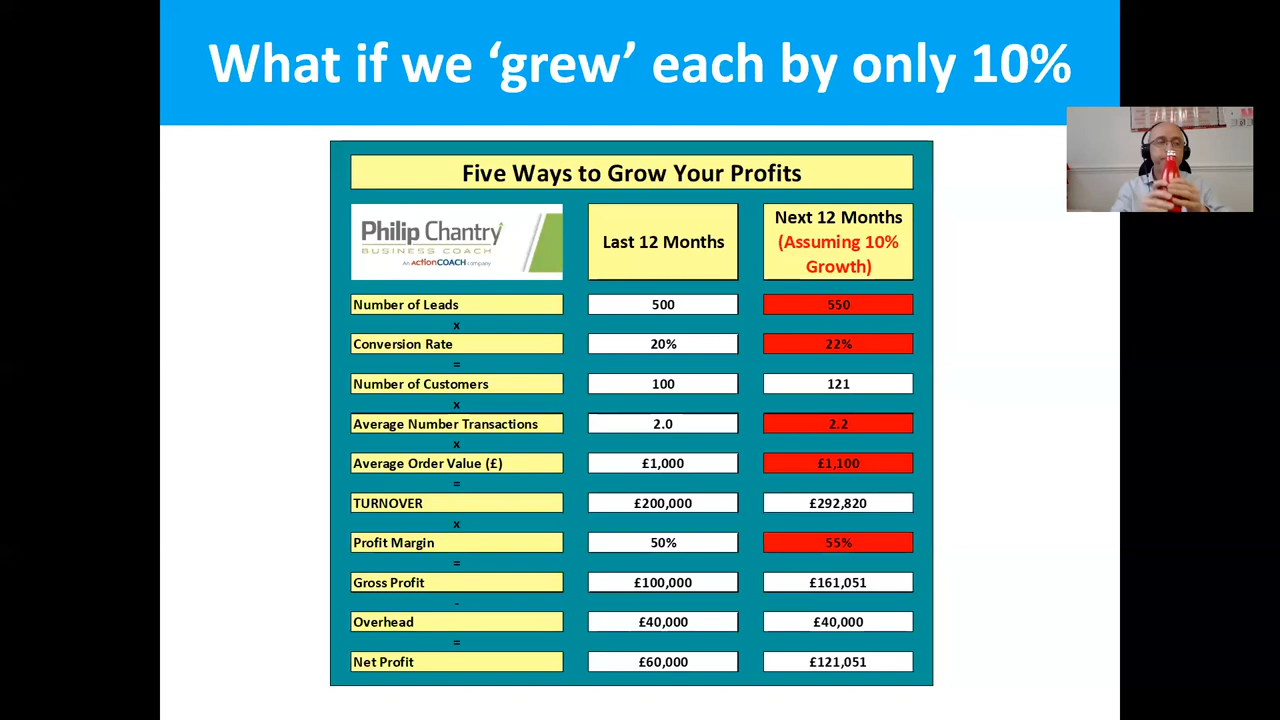 What if we ‘grew’ each by only 10%
Five Ways to Grow Your Profits
Philip Chantry
BUSINESS COACH
An ActionCOACH company
Last 12 Months
Next 12 Months
(Assuming 10%
Growth)
Number of Leads 500 550
x
Conversion Rate 20% 22%
=
Number of Customers 100 121
x
Average Number Transactions 2.0 2.2
x
Average Order Value (£) £1,000 £1,100
=
TURNOVER £200,000 £292,820
x
Profit Margin 50% 55%
=
Gross Profit £100,000 £161,051
-
Overhead £40,000 £40,000
=
Net Profit £60,000 £121,051